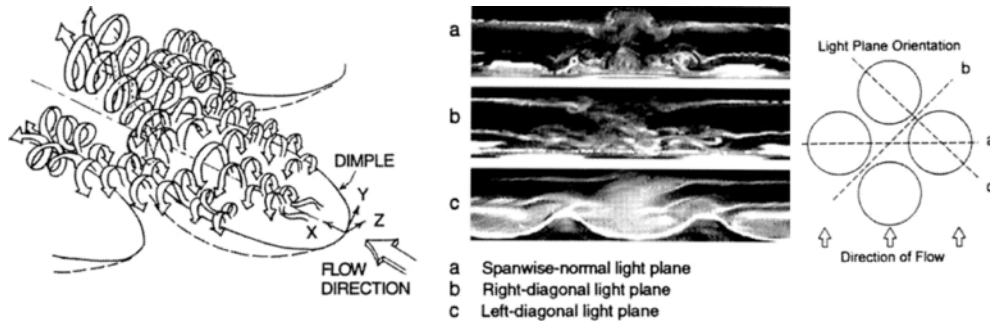 DIMPLE
Y
Z
X
FLOW
DIRECTION
a
b
c
a Spanwise-normal light plane
b Right-diagonal light plane
c Left-diagonal light plane
Light Plane Orientation
b
a
c
Direction of Flow